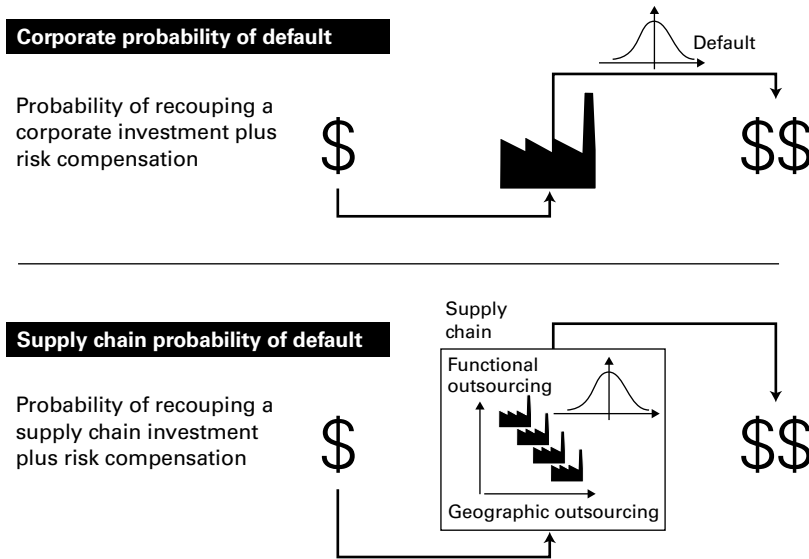 Corporate probability of default
Default
Probability of recouping a
corporate investment plus
risk compensation
$
$$
Supply
chain
Supply chain probability of default
Functional
outsourcing
Probability of recouping a
supply chain investment
plus risk compensation
$
$$
Geographic outsourcing